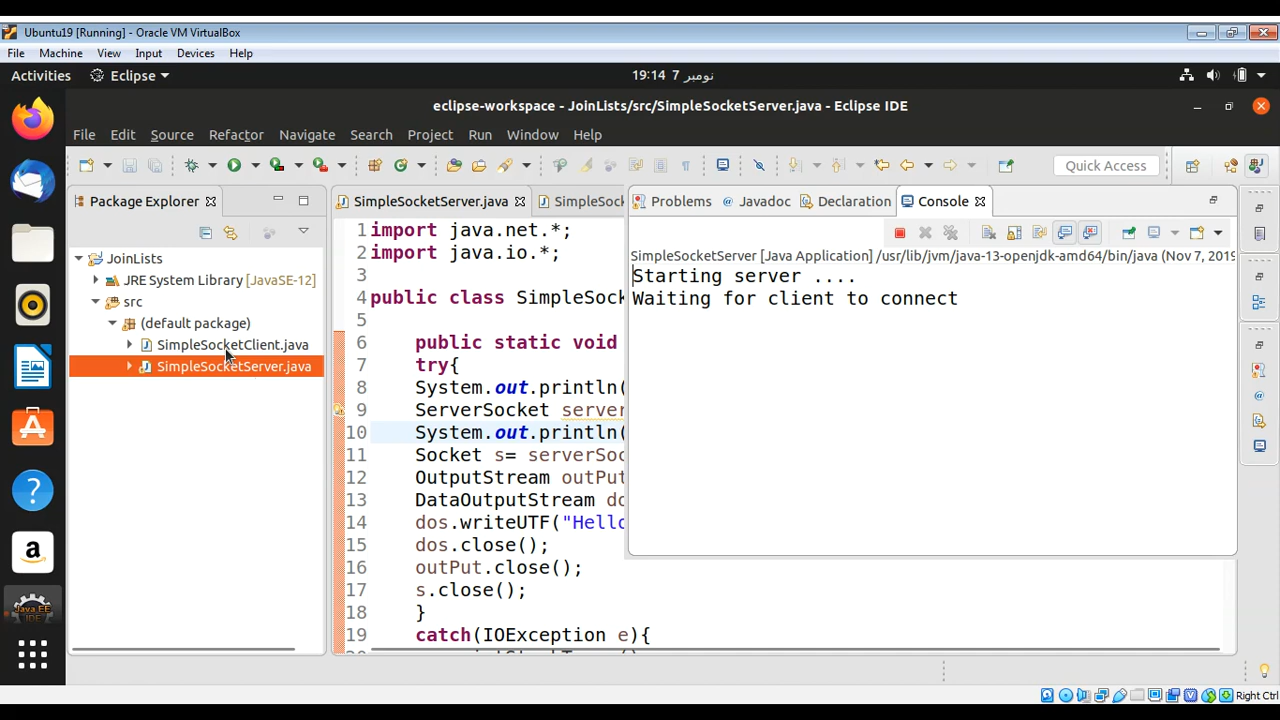 Ubuntu19 [Running] - Oracle VM VirtualBox
File Machine View Input Devices Help
Activities Eclipse 19:14 7 نومبر
eclipse-workspace - JoinLists/src/SimpleSocketServer.java - Eclipse IDE
File Edit Source Refactor Navigate Search Project Run Window Help
Quick Access
Package Explorer
JoinLists
JRE System Library [JavaSE-12]
src
(default package)
SimpleSocketClient.java
SimpleSocketServer.java
SimpleSocketServer.java SimpleSock
1 import java.net.*;
2 import java.io.*;
3
4 public class SimpleSock
5
6 public static void
7 try{
8 System.out.println(
9 ServerSocket server
10 System.out.println(
11 Socket s= serverSoc
12 OutputStream outPut
13 DataOutputStream do
14 dos.writeUTF("Hello
15 dos.close();
16 outPut.close();
17 s.close();
18 }
19 catch(IOException e){
Problems Javadoc Declaration Console
SimpleSocketServer [Java Application] /usr/lib/jvm/java-13-openjdk-amd64/bin/java (Nov 7, 2019
Starting server ....
Waiting for client to connect
Java EE
IDE
Right Ctrl